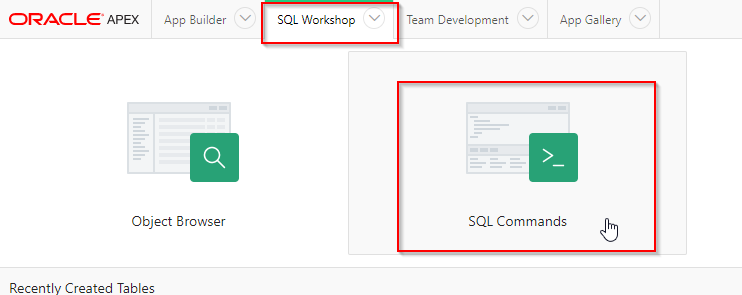 ORACLE APEX App Builder SQL Workshop Team Development App Gallery
Object Browser SQL Commands
Recently Created Tables